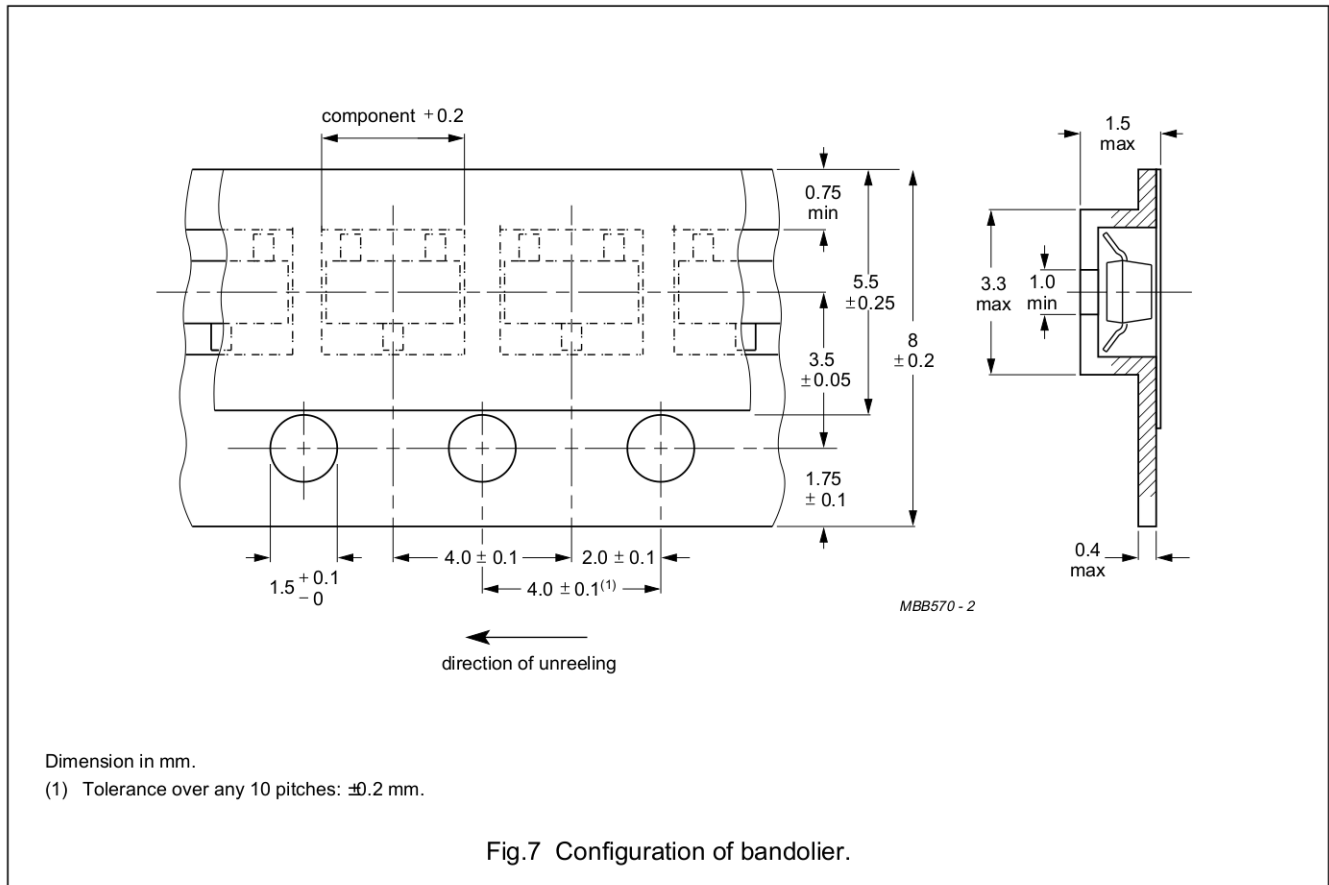 component +0.2
1.5
max
0.75
min
5.5
±0.25
8
±0.2
3.3
max
1.0
min
3.5
±0.05
1.75
± 0.1
4.0 ± 0.1
2.0 ± 0.1
0.4
max
1.5 +0.1
−0
4.0 ±0.1(1)
MBB570 - 2
direction of unreeling
Dimension in mm.
(1) Tolerance over any 10 pitches: ±0.2 mm.
Fig.7 Configuration of bandolier.